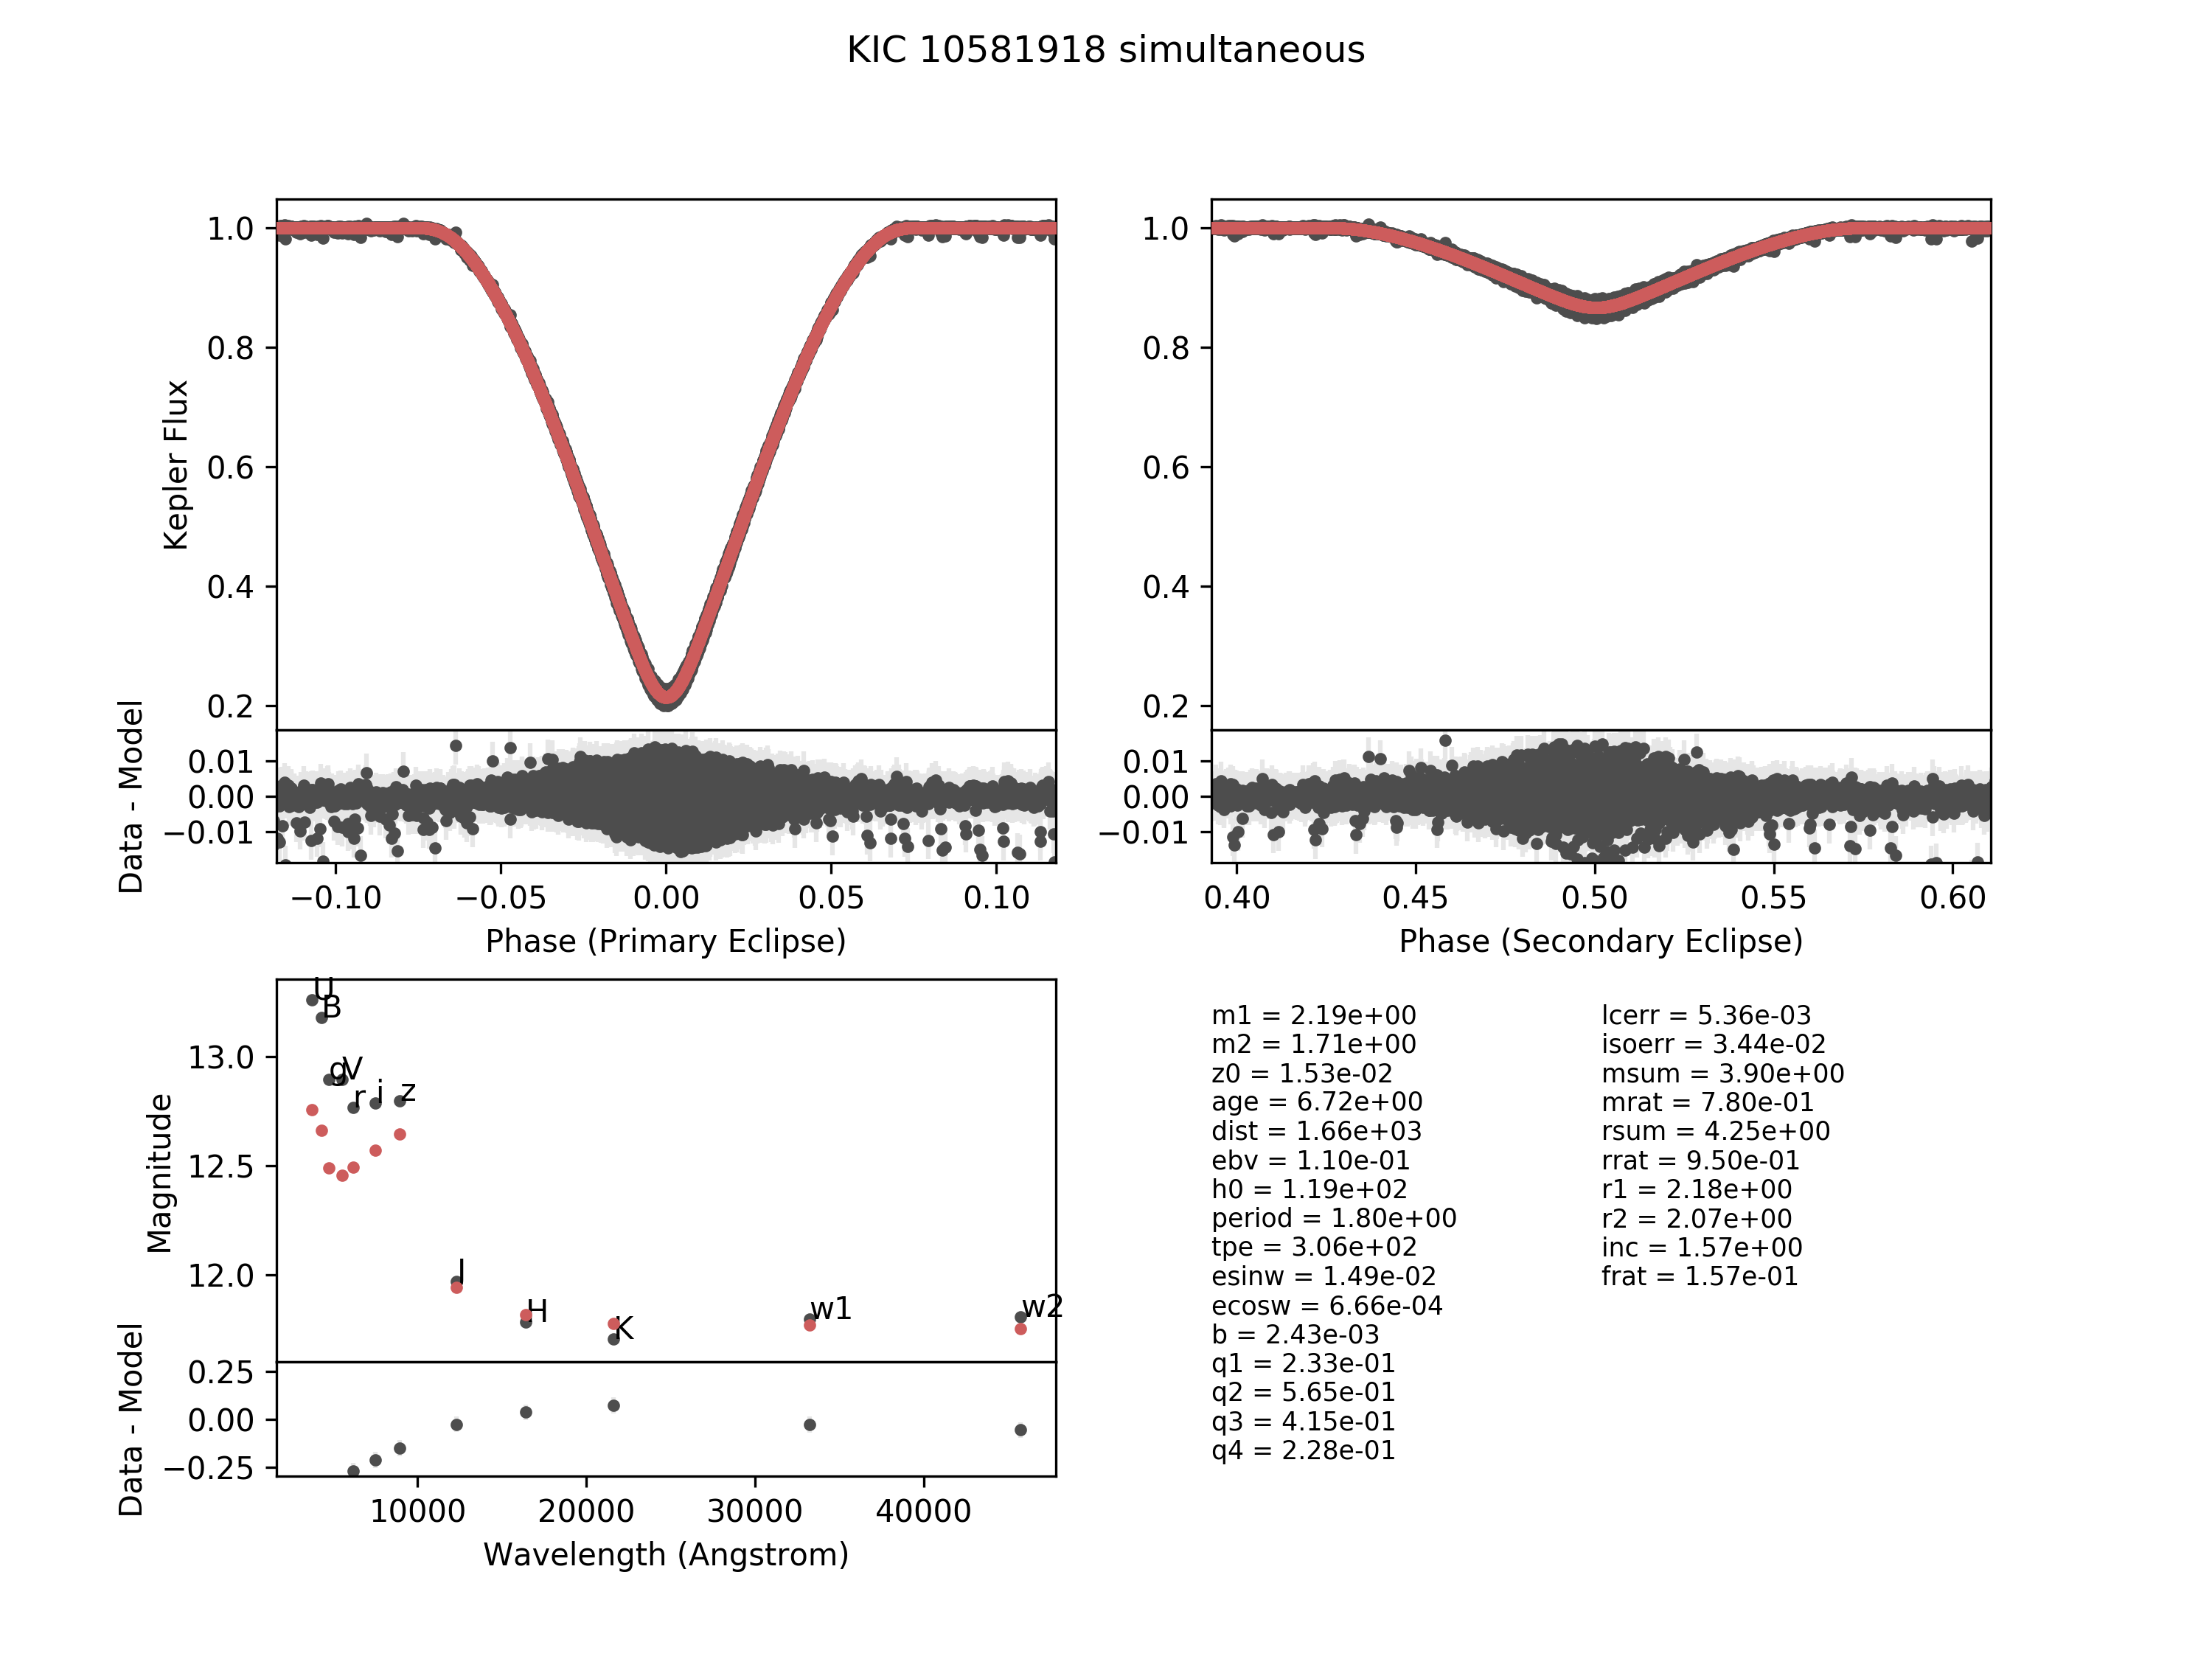 KIC 10581918 simultaneous
1.0
0.8
0.6
0.4
0.2
Kepler Flux
0.01
0.00
−0.01
Data - Model
−0.10 −0.05 0.00 0.05 0.10
Phase (Primary Eclipse)
1.0
0.8
0.6
0.4
0.2
0.01
0.00
−0.01
0.40 0.45 0.50 0.55 0.60
Phase (Secondary Eclipse)
13.0
12.5
12.0
Magnitude
U
B
g
V
r
i
z
J
H
K
w1
w2
0.25
0.00
−0.25
Data - Model
10000 20000 30000 40000
Wavelength (Angstrom)
m1 = 2.19e+00
m2 = 1.71e+00
z0 = 1.53e-02
age = 6.72e+00
dist = 1.66e+03
ebv = 1.10e-01
h0 = 1.19e+02
period = 1.80e+00
tpe = 3.06e+02
esinw = 1.49e-02
ecosw = 6.66e-04
b = 2.43e-03
q1 = 2.33e-01
q2 = 5.65e-01
q3 = 4.15e-01
q4 = 2.28e-01
lcerr = 5.36e-03
isoerr = 3.44e-02
msum = 3.90e+00
mrat = 7.80e-01
rsum = 4.25e+00
rrat = 9.50e-01
r1 = 2.18e+00
r2 = 2.07e+00
inc = 1.57e+00
frat = 1.57e-01